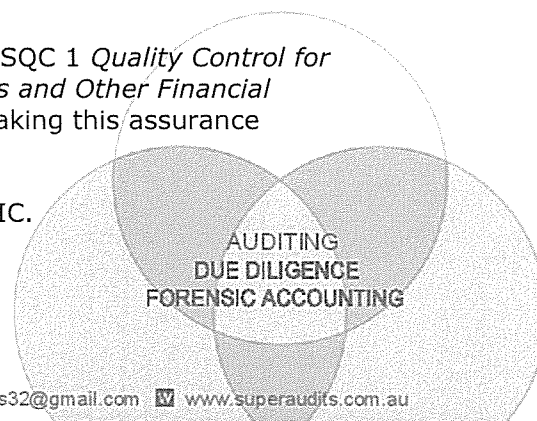 SQC 1 Quality Control for
s and Other Financial
aking this assurance
IC.
AUDITING
DUE DILIGENCE
FORENSIC ACCOUNTING
s32@gmail.com W www.superaudits.com.au